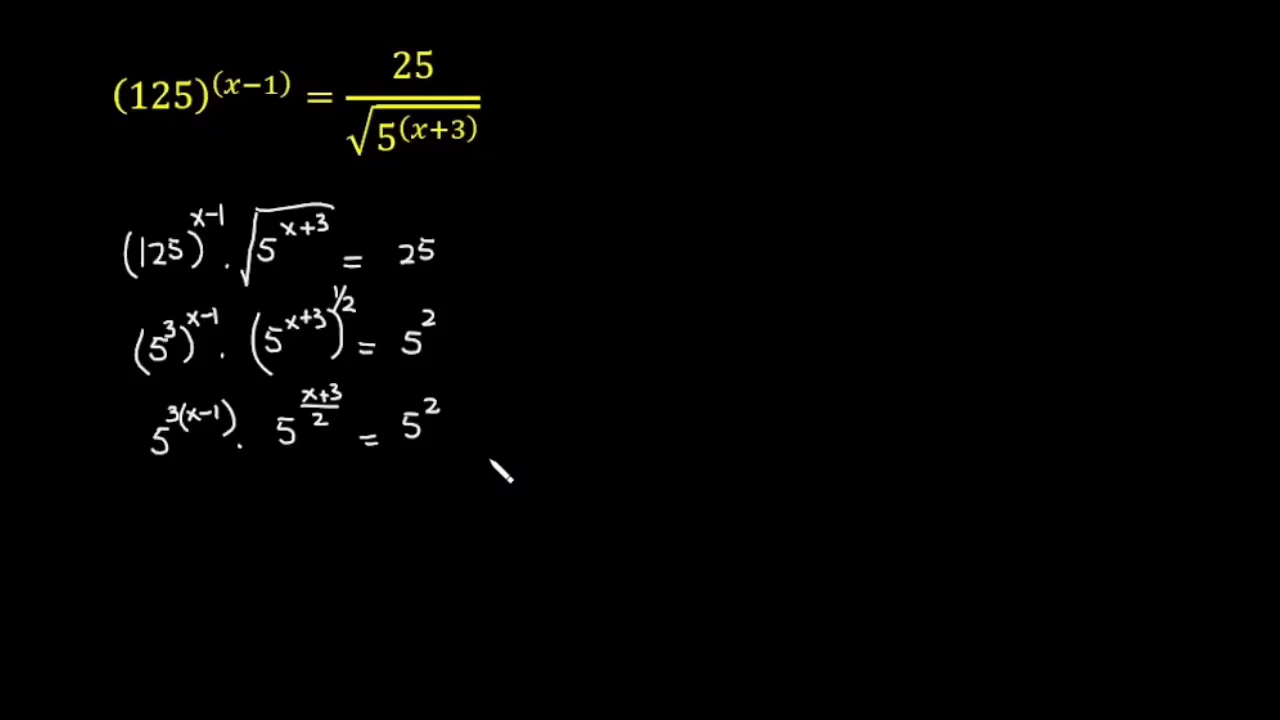 (125)^(x−1) = 25/√(5^(x+3))
(125)^(x-1) . √(5^(x+3)) = 25
(5^3)^(x-1) . (5^(x+3))^(1/2) = 5^2
5^(3(x-1)) . 5^((x+3)/2) = 5^2